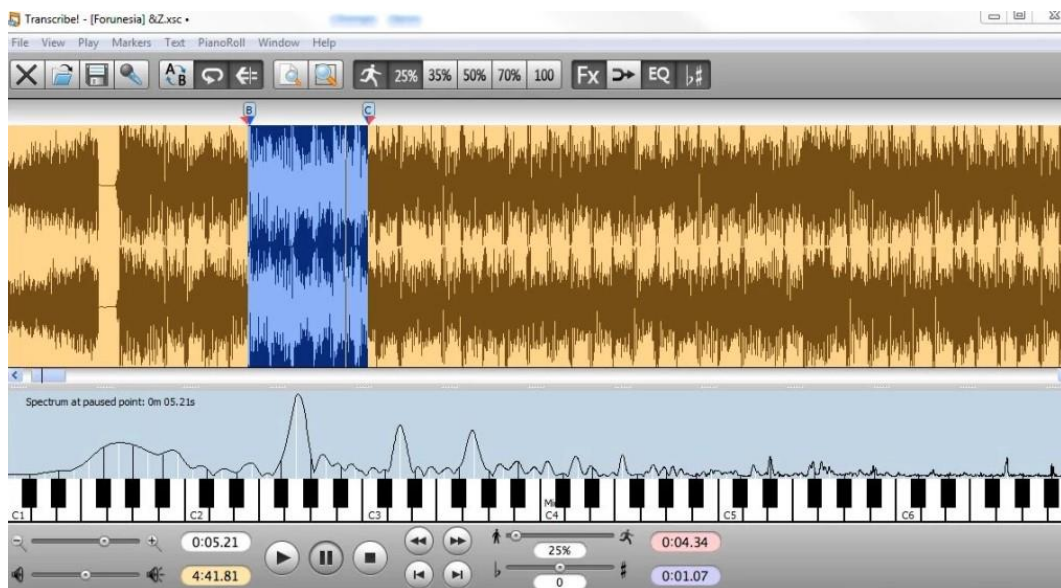 Transcribe! - [Forunesia] &Z.xsc •
File View Play Markers Text PianoRoll Window Help
A B 25% 35% 50% 70% 100 Fx EQ ♭♯
B C
Spectrum at paused point: 0m 05.21s
C1 C2 C3 C4 C5 C6
0:05.21 25% 0:04.34
4:41.81 ♭ 0 ♯ 0:01.07